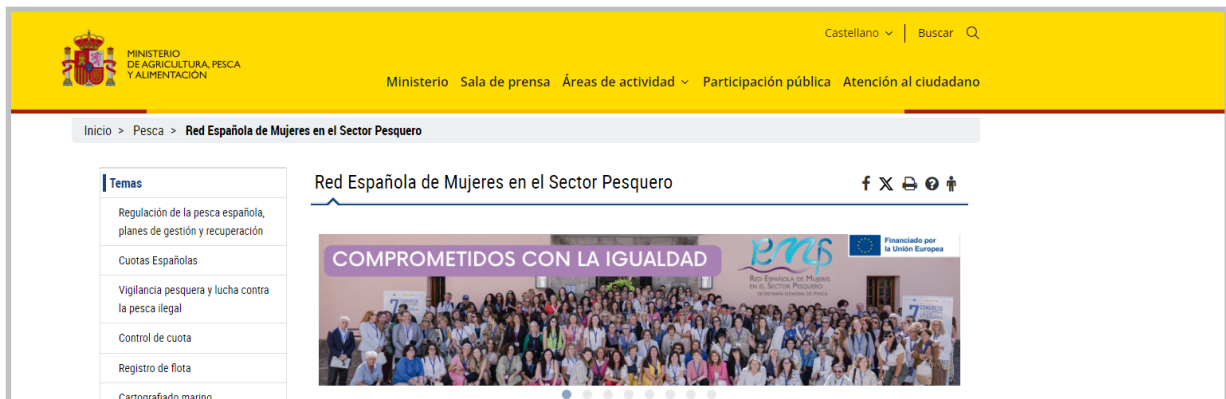 Castellano
Buscar
MINISTERIO
DE AGRICULTURA, PESCA
Y ALIMENTACIÓN
Ministerio Sala de prensa Áreas de actividad Participación pública Atención al ciudadano
Inicio > Pesca > Red Española de Mujeres en el Sector Pesquero
Temas
Regulación de la pesca española,
planes de gestión y recuperación
Cuotas Españolas
Vigilancia pesquera y lucha contra
la pesca ilegal
Control de cuota
Registro de flota
Cartografiado marino
Red Española de Mujeres en el Sector Pesquero
COMPROMETIDOS CON LA IGUALDAD
Red Española de Mujeres
en el Sector Pesquero
Secretaría General de Pesca
Financiado por
la Unión Europea
7
CONGRESO